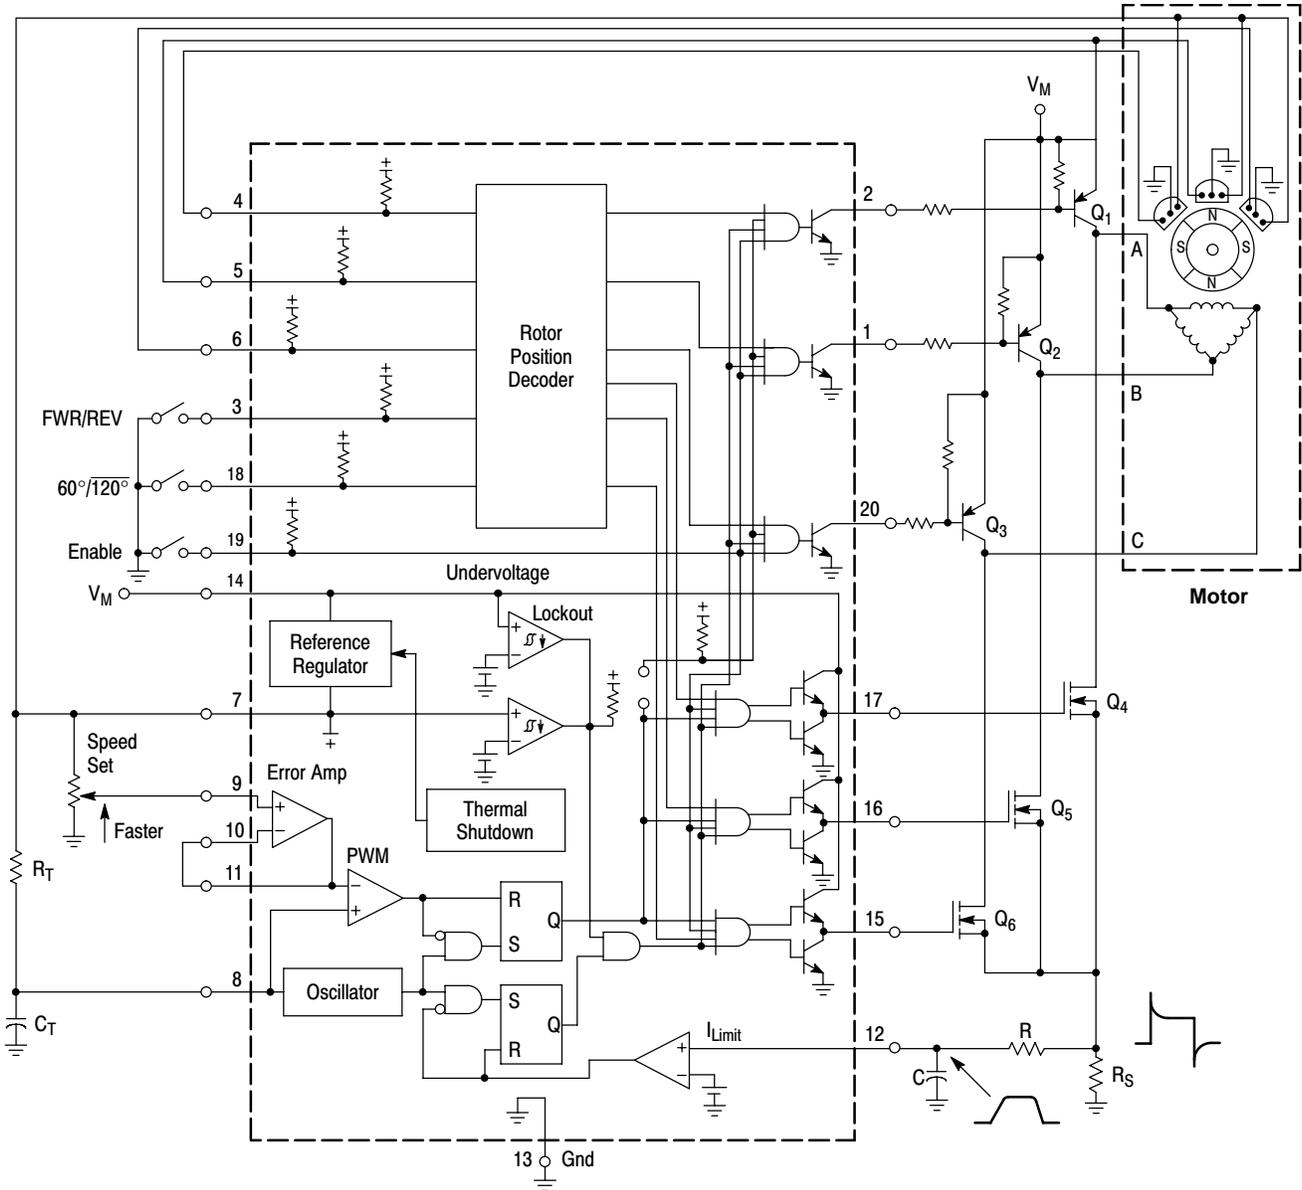 V_M
4
2
Q1
N
S
S
N
A
5
6
Rotor
Position
Decoder
1
Q2
B
FWR/REV
3
60°/120°
18
20
Q3
Enable
19
C
Motor
V_M
14
Undervoltage
Lockout
+
−
Reference
Regulator
7
+
−
17
Q4
Speed
Set
9
Error Amp
+
−
Faster
10
11
Thermal
Shutdown
16
Q5
R_T
PWM
−
+
R
S
Q
15
Q6
8
Oscillator
S
R
Q
C_T
I_Limit
+
−
12
R
C
R_S
13
Gnd